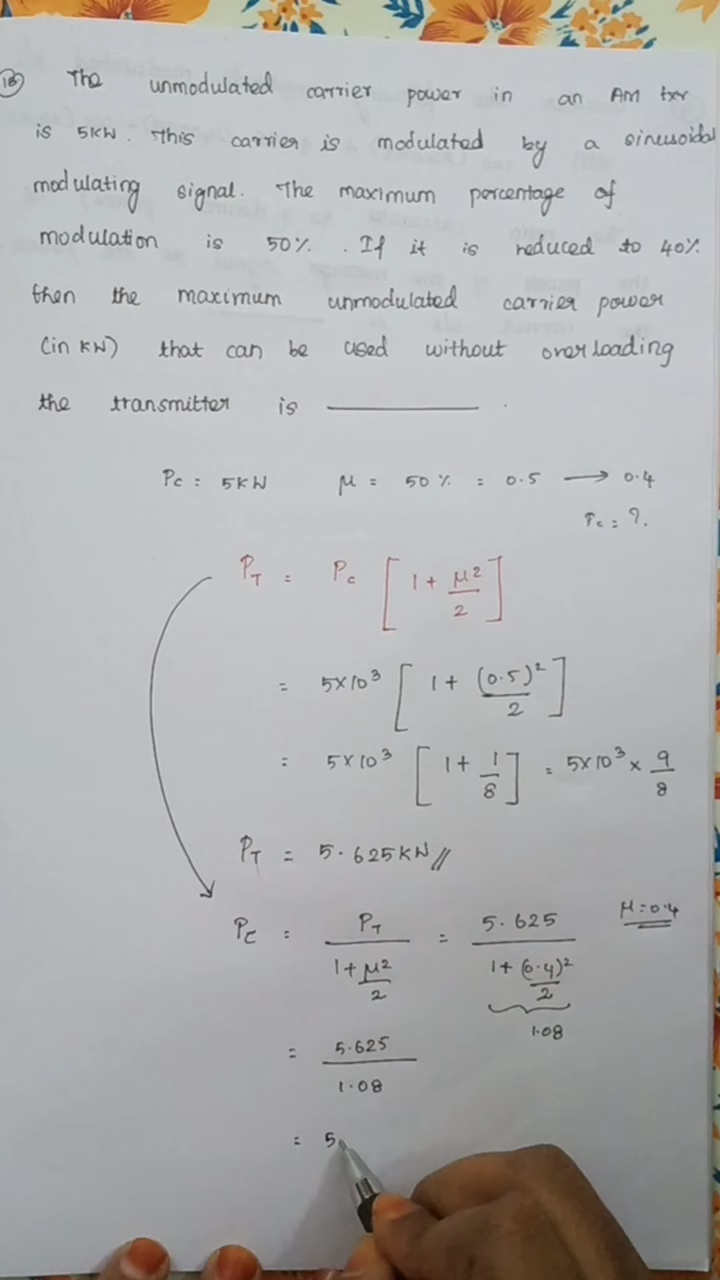 18) The unmodulated carrier power in an AM txr
is 5KW. This carrier is modulated by a sinusoidal
modulating signal. The maximum percentage of
modulation is 50%. If it is reduced to 40%
then the maximum unmodulated carrier power
(in KW) that can be used without overloading
the transmitter is ________.
Pc = 5KW μ = 50% = 0.5 → 0.4
Pc = ?.
PT = Pc [1 + μ²/2]
= 5×10³ [1 + (0.5)²/2]
= 5×10³ [1 + 1/8] = 5×10³ × 9/8
PT = 5.625KW//
Pc = PT/(1 + μ²/2) = 5.625/(1 + (0.4)²/2) μ=0.4
1.08
= 5.625/1.08
= 5.